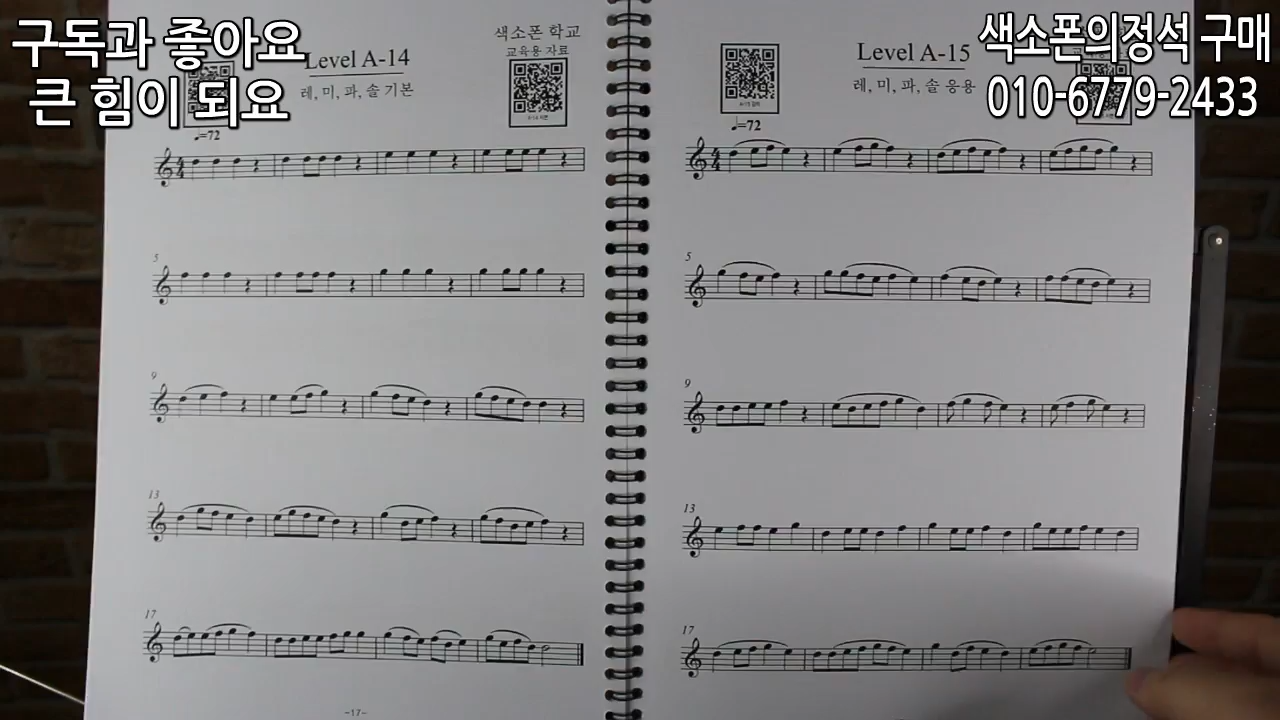 구독과 좋아요
큰 힘이 되요
색소폰의정석 구매
010-6779-2433
Level A-14
레, 미, 파, 솔 기본
색소폰 학교
교육용 자료
♩=72
5
9
13
17
-17-
Level A-15
레, 미, 파, 솔 응용
♩=72
5
9
13
17